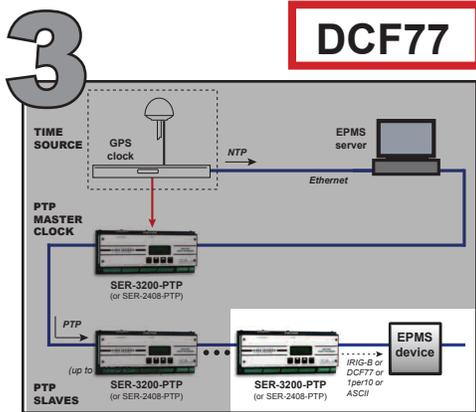 3
DCF77
TIME
SOURCE
GPS
clock
NTP
Ethernet
EPMS
server
PTP
MASTER
CLOCK
SER-3200-PTP
(or SER-2408-PTP)
PTP
(up to
PTP
SLAVES
SER-3200-PTP
(or SER-2408-PTP)
SER-3200-PTP
(or SER-2408-PTP)
IRIG-B or
DCF77 or
1per10 or
ASCII
EPMS
device